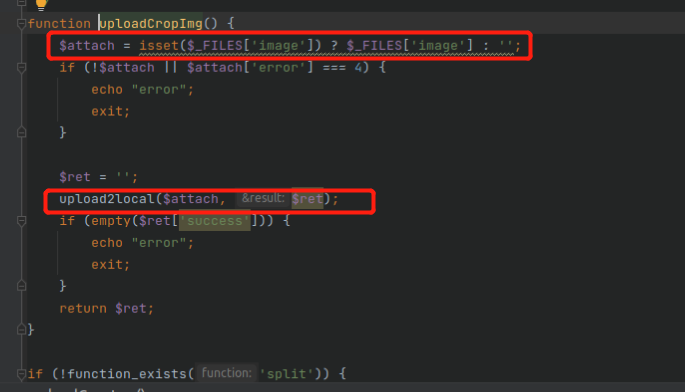 function uploadCropImg() {
$attach = isset($_FILES['image']) ? $_FILES['image'] : '';
if (!$attach || $attach['error'] === 4) {
echo "error";
exit;
}
$ret = '';
upload2local($attach, &result: $ret);
if (empty($ret['success'])) {
echo "error";
exit;
}
return $ret;
}
if (!function_exists( function: 'split')) {